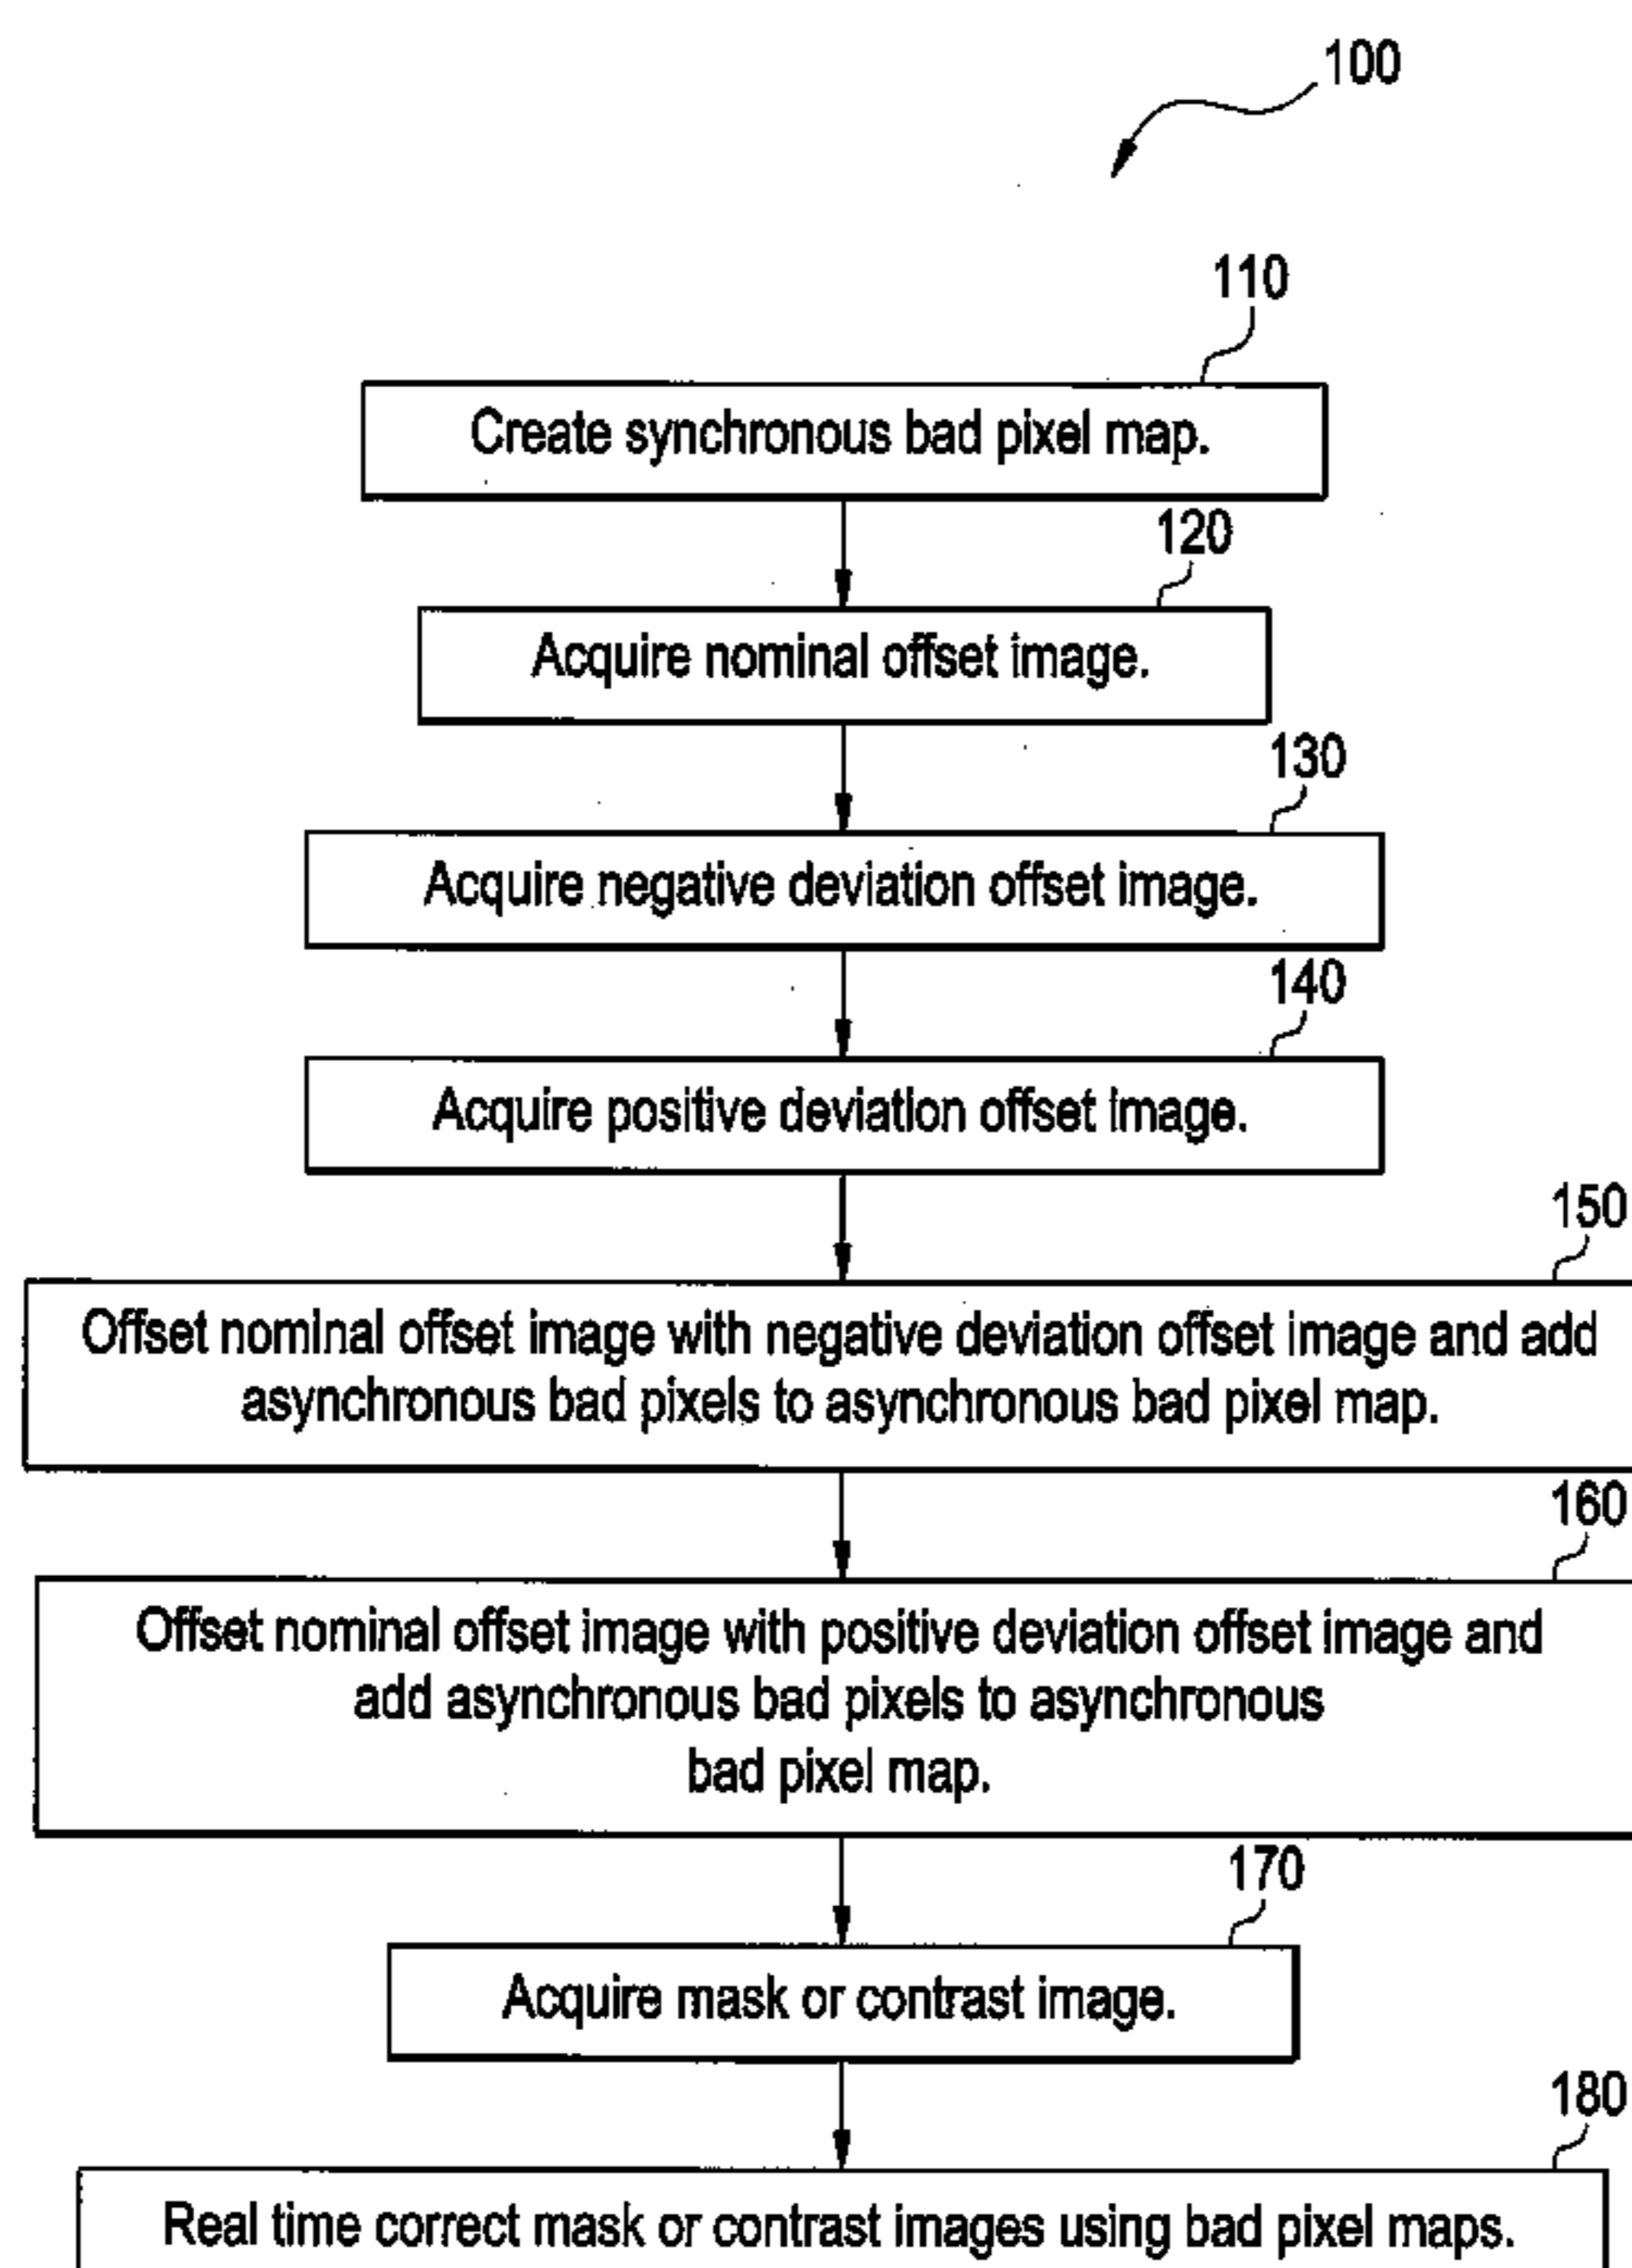 100
110
Create synchronous bad pixel map.
120
Acquire nominal offset image.
130
Acquire negative deviation offset image.
140
Acquire positive deviation offset image.
150
Offset nominal offset image with negative deviation offset image and add
asynchronous bad pixels to asynchronous bad pixel map.
160
Offset nominal offset image with positive deviation offset image and
add asynchronous bad pixels to asynchronous
bad pixel map.
170
Acquire mask or contrast image.
180
Real time correct mask or contrast images using bad pixel maps.